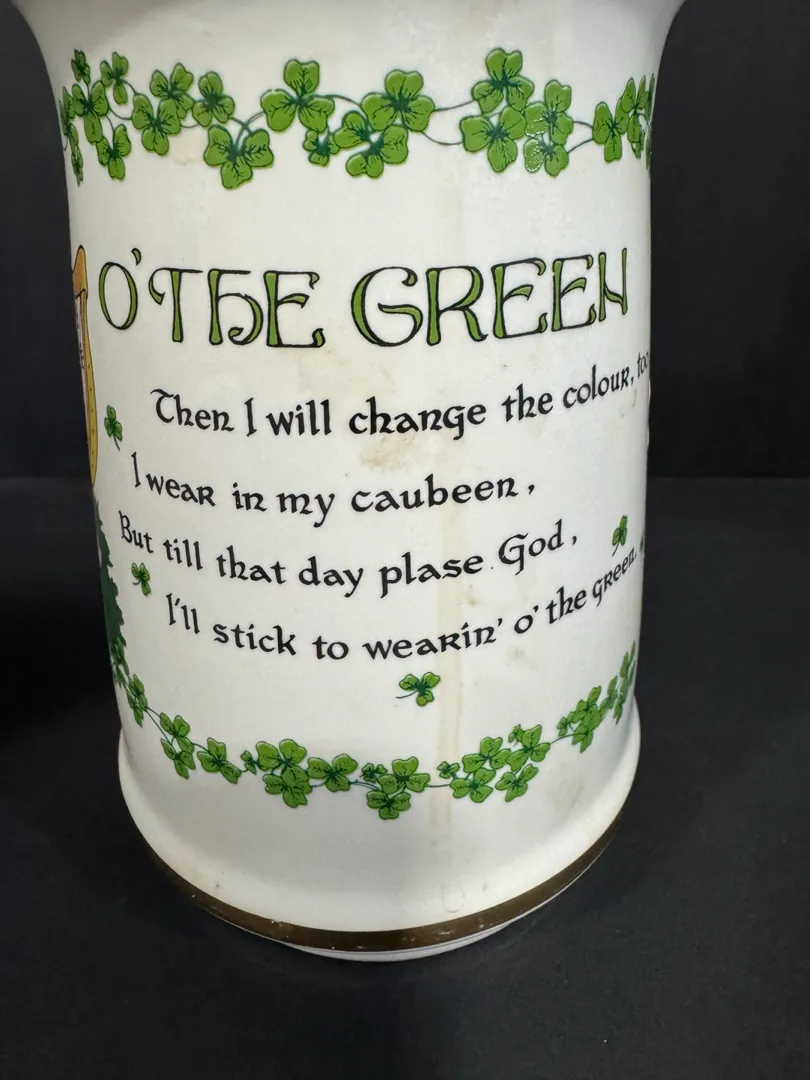 O' THE GREEN
Then I will change the colour, too
I wear in my caubeen,
But till that day plase God,
I'll stick to wearin' o' the green.